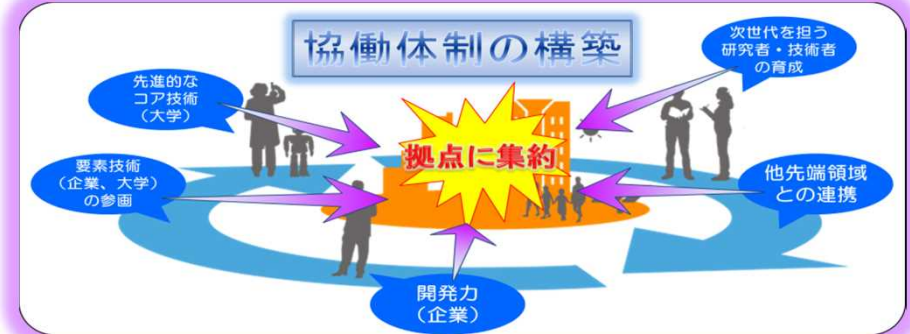 協働体制の構築
次世代を担う
研究者・技術者
の育成
先進的な
コア技術
（大学）
拠点に集約
要素技術
（企業、大学）
の参画
他先端領域
との連携
開発力
（企業）